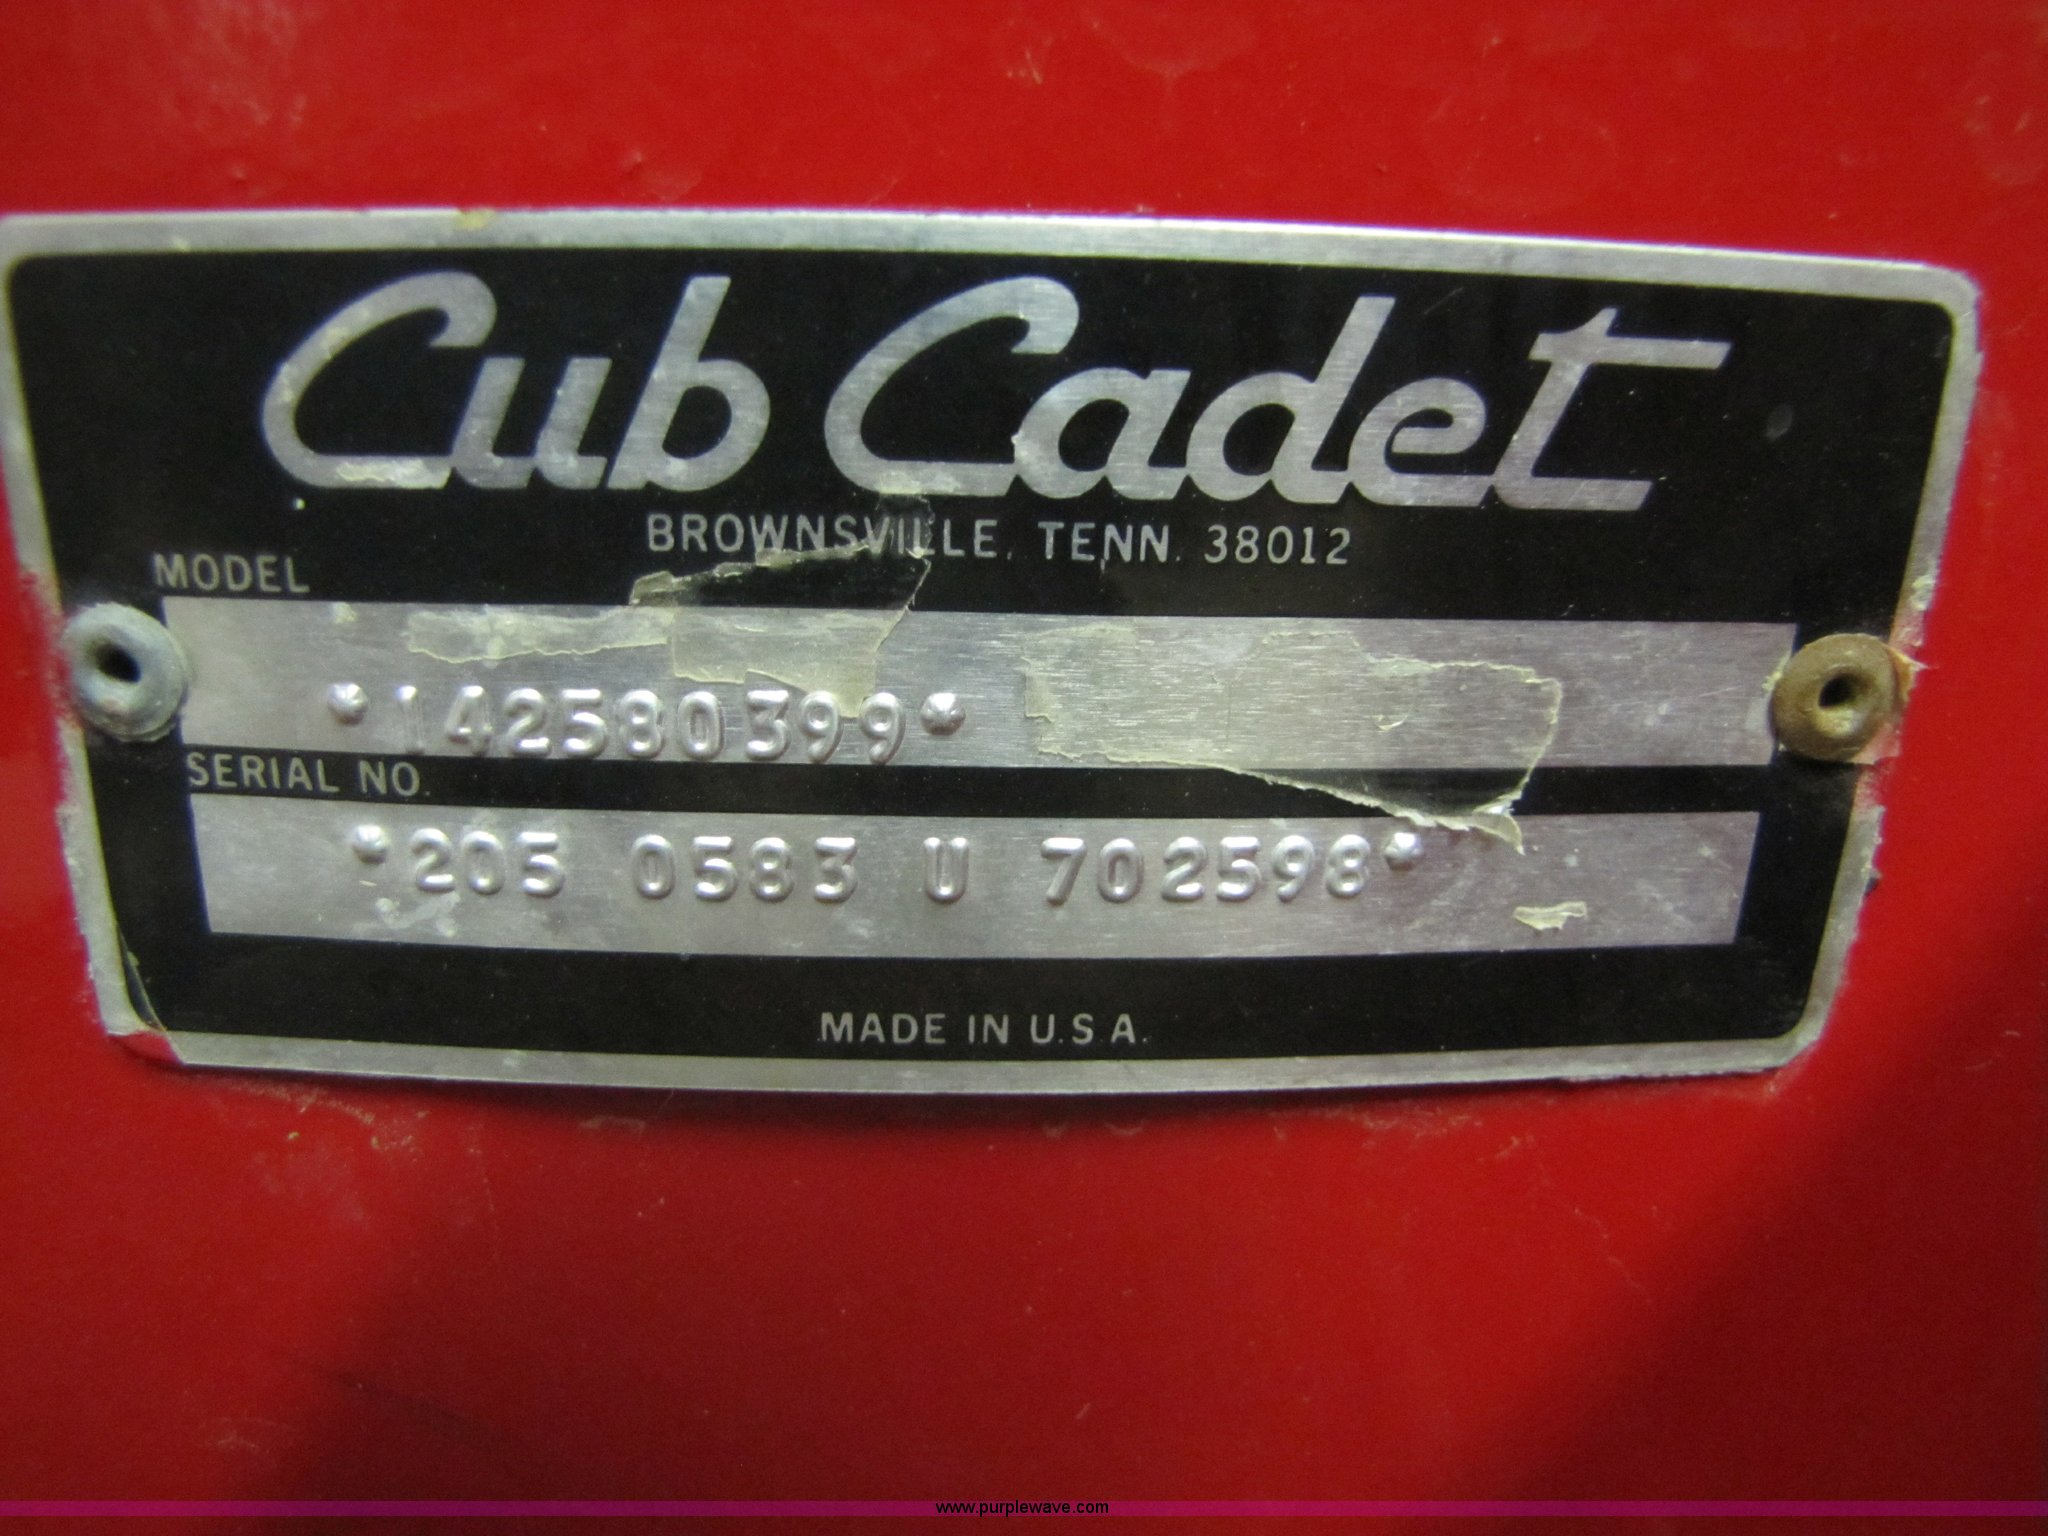 Cub Cadet
BROWNSVILLE, TENN. 38012
MODEL
*142580399*
SERIAL NO.
*205 0583 U 702598*
MADE IN U.S.A.
www.purplewave.com